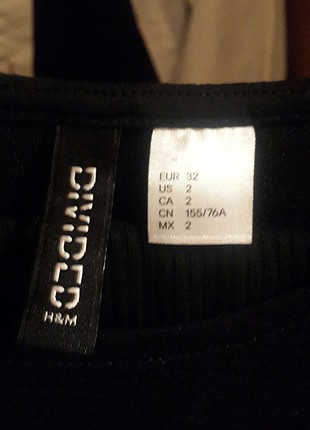 DIVIDED
H&M
EUR 32
US 2
CA 2
CN 155/76A
MX 2